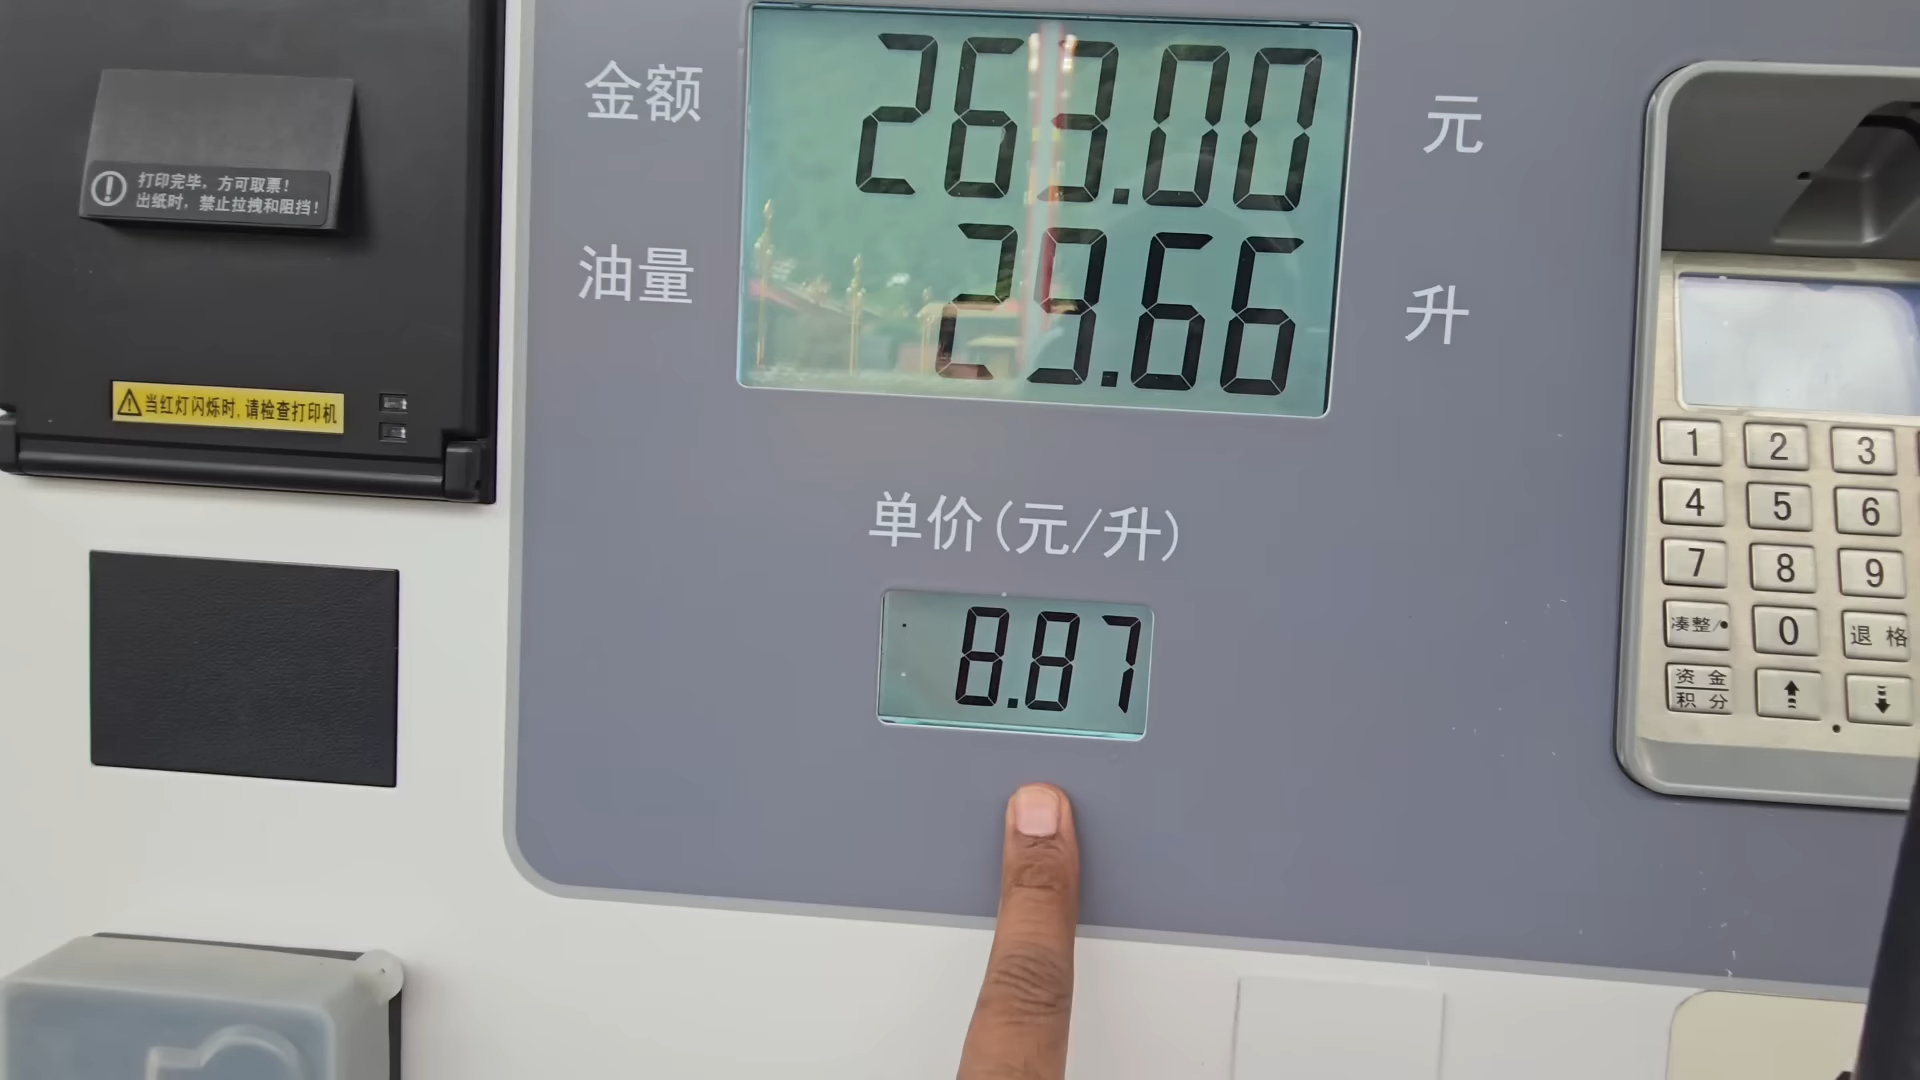 金额 263.00 元
油量 29.66 升
单价(元/升)
8.87
打印完毕，方可取票!
出纸时，禁止拉拽和阻挡!
当红灯闪烁时,请检查打印机
1 2 3
4 5 6
7 8 9
凑整/• 0 退 格
资 金
积 分